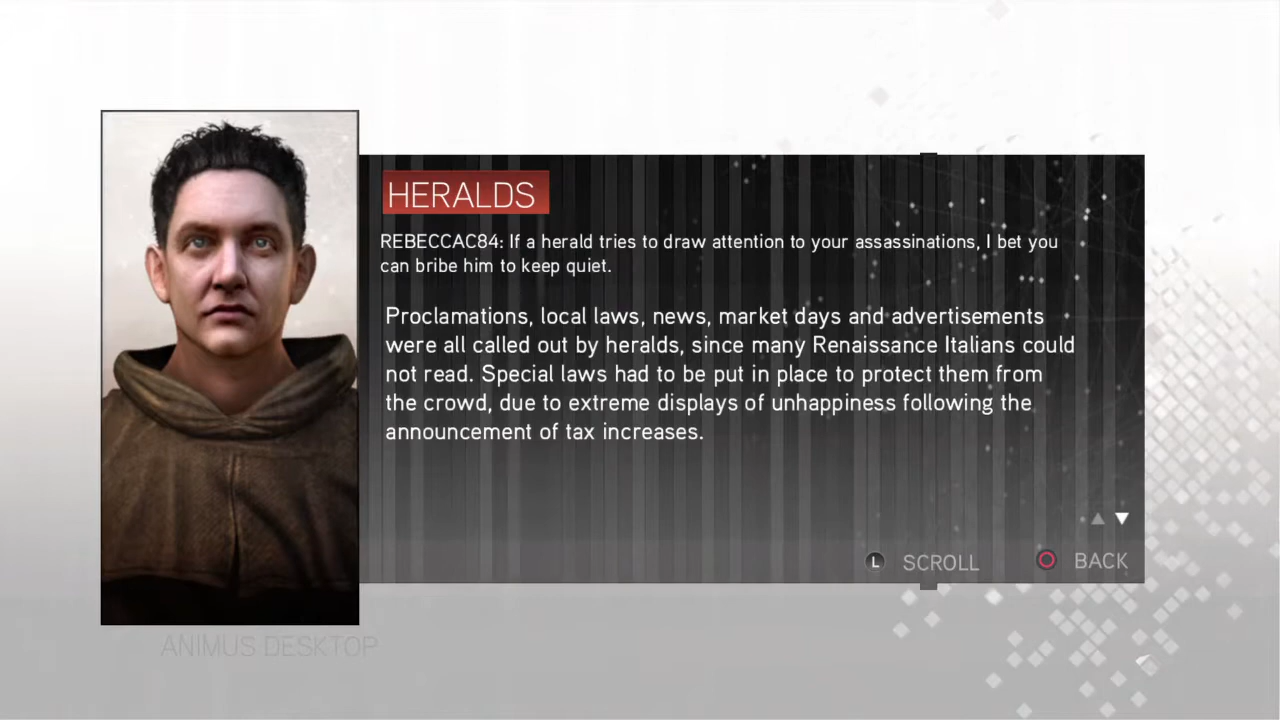 HERALDS
REBECCAC84: If a herald tries to draw attention to your assassinations, I bet you
can bribe him to keep quiet.
Proclamations, local laws, news, market days and advertisements
were all called out by heralds, since many Renaissance Italians could
not read. Special laws had to be put in place to protect them from
the crowd, due to extreme displays of unhappiness following the
announcement of tax increases.
L SCROLL BACK
ANIMUS DESKTOP